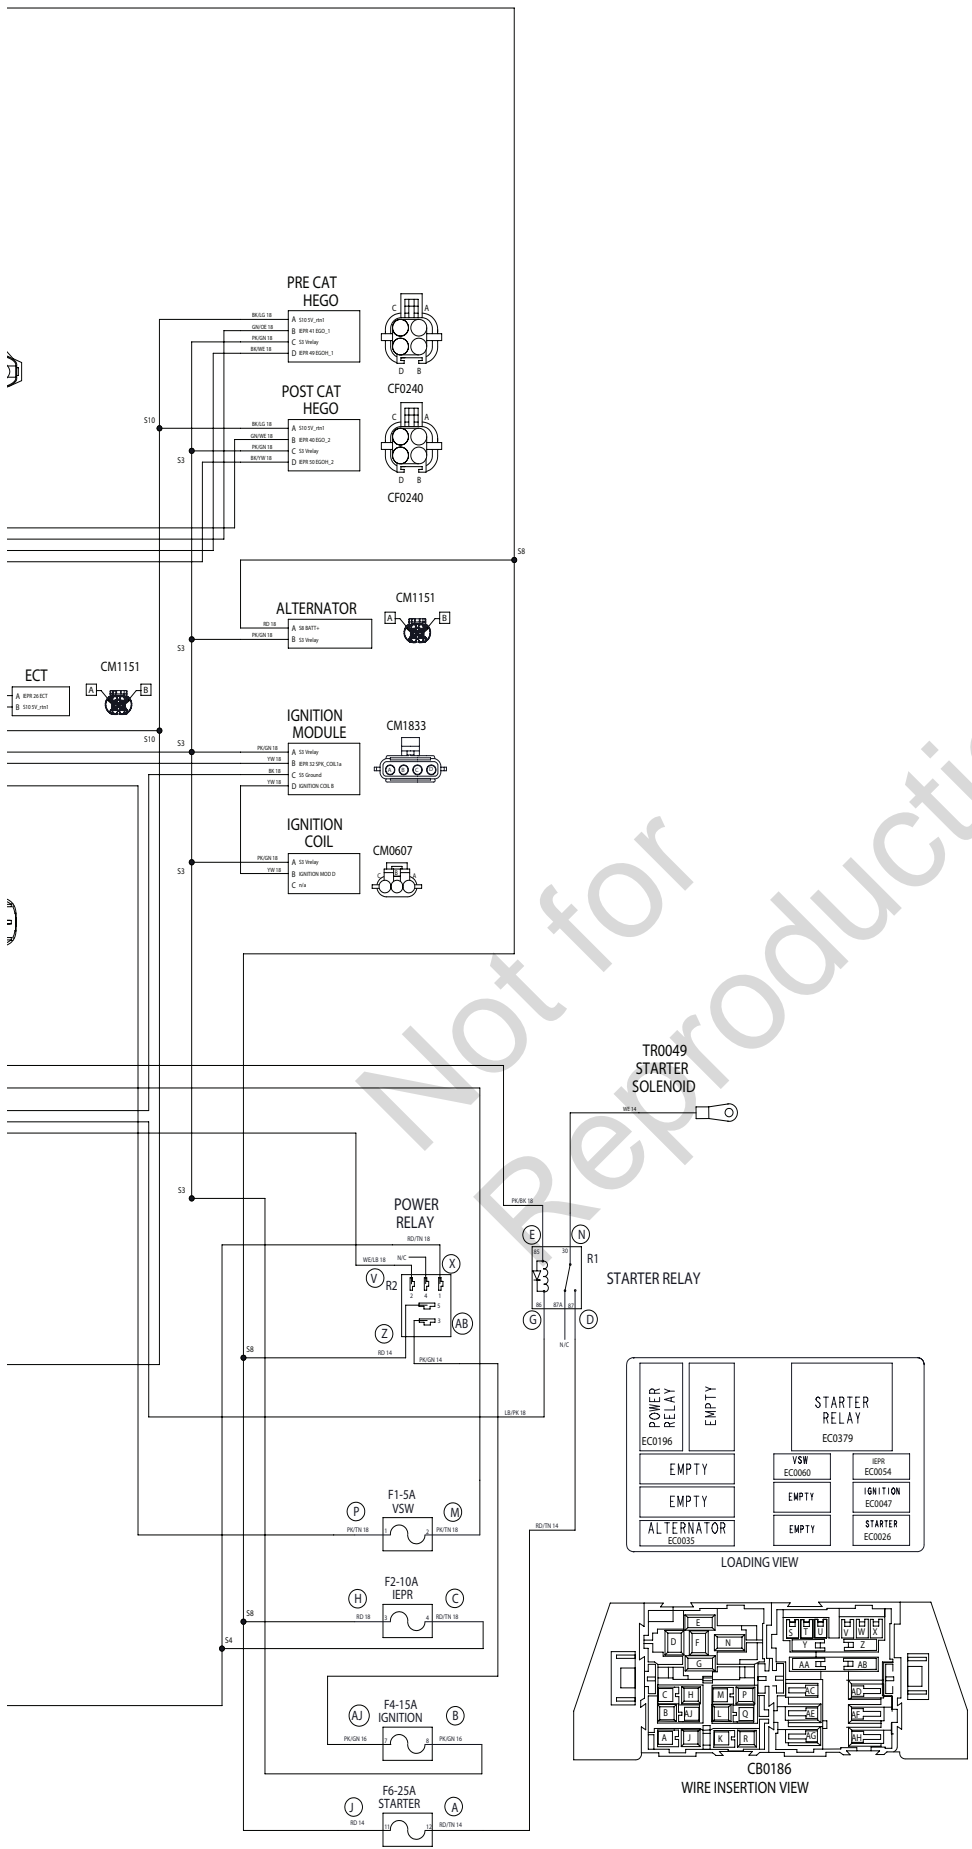 PRE CAT
HEGO
BK/LG 18
GN/OE 18
PK/GN 18
BK/WE 18
A S10 5V_rtn1
B IEPR 41 EGO_1
C S3 Vrelay
D IEPR 49 EGOH_1
C A
D B
CF0240
POST CAT
HEGO
S10
S3
BK/LG 18
GN/WE 18
PK/GN 18
BK/YW 18
A S10 5V_rtn1
B IEPR 40 EGO_2
C S3 Vrelay
D IEPR 50 EGOH_2
C A
D B
CF0240
S8
ALTERNATOR
CM1151
RD 18
PK/GN 18
A S8 BATT+
B S3 Vrelay
A B
S3
ECT
CM1151
A IEPR 26 ECT
B S10 5V_rtn1
A B
S10
S3
IGNITION
MODULE
CM1833
PK/GN 18
YW 18
BK 18
YW 18
A S3 Vrelay
B IEPR 32 SPK_COIL1a
C S5 Ground
D IGNITION COIL B
A B C D
IGNITION
COIL
CM0607
PK/GN 18
YW 18
A S3 Vrelay
B IGNITION MOD D
C n/a
C B A
S3
Not for
Reproducti
TR0049
STARTER
SOLENOID
WE 14
S3
POWER
RELAY
RD/TN 18
WE/LB 18
N/C
V
R2
X
2 4 1
5
3
Z
AB
RD 14
PK/GN 14
S8
PK/BK 18
E
N
85 30
R1
STARTER RELAY
86 87A 87
G
D
N/C
LB/PK 18
POWER
RELAY
EC0196
EMPTY
STARTER
RELAY
EC0379
EMPTY
VSW
EC0060
IEPR
EC0054
EMPTY
EMPTY
IGNITION
EC0047
ALTERNATOR
EC0035
EMPTY
STARTER
EC0026
LOADING VIEW
F1-5A
VSW
P
M
PK/TN 18
1 2
PK/TN 18
RD/TN 14
F2-10A
IEPR
H
C
S8
RD 18
3 4
RD/TN 18
S4
F4-15A
IGNITION
AJ
B
PK/GN 16
7 8
PK/GN 16
F6-25A
STARTER
J
A
RD 14
11 12
RD/TN 14
E
D F N
G
S T U V W X
Y Z
AA AB
C H M P
AC AD
B AJ L Q
AE AF
A J K R
AG AH
CB0186
WIRE INSERTION VIEW